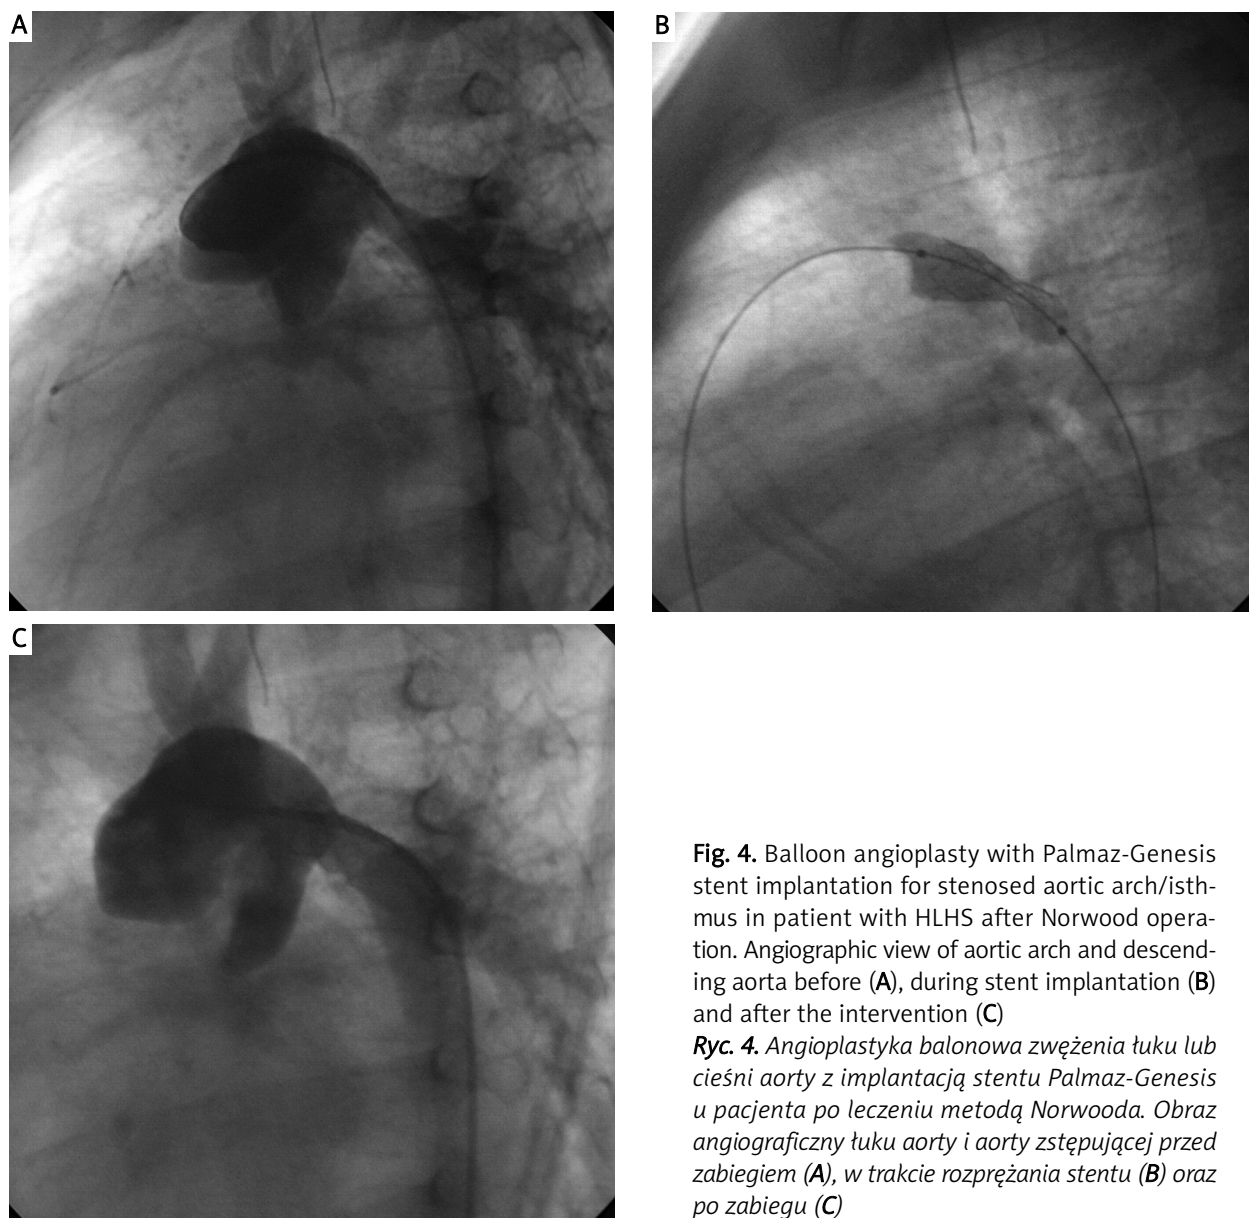 A
B
C
Fig. 4. Balloon angioplasty with Palmaz-Genesis
stent implantation for stenosed aortic arch/isth-
mus in patient with HLHS after Norwood opera-
tion. Angiographic view of aortic arch and descend-
ing aorta before (A), during stent implantation (B)
and after the intervention (C)
Ryc. 4. Angioplastyka balonowa zwężenia łuku lub
cieśni aorty z implantacją stentu Palmaz-Genesis
u pacjenta po leczeniu metodą Norwooda. Obraz
angiograficzny łuku aorty i aorty zstępującej przed
zabiegiem (A), w trakcie rozprężania stentu (B) oraz
po zabiegu (C)